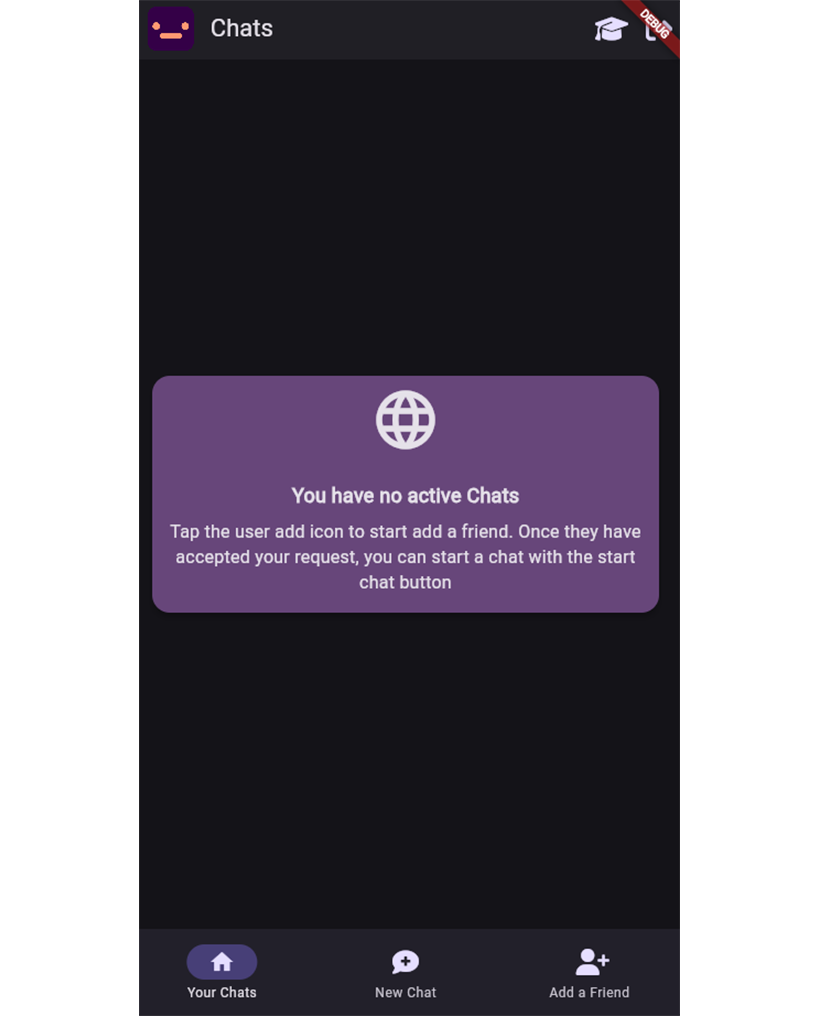 Chats
DEBUG
You have no active Chats
Tap the user add icon to start add a friend. Once they have
accepted your request, you can start a chat with the start
chat button
Your Chats
New Chat
Add a Friend